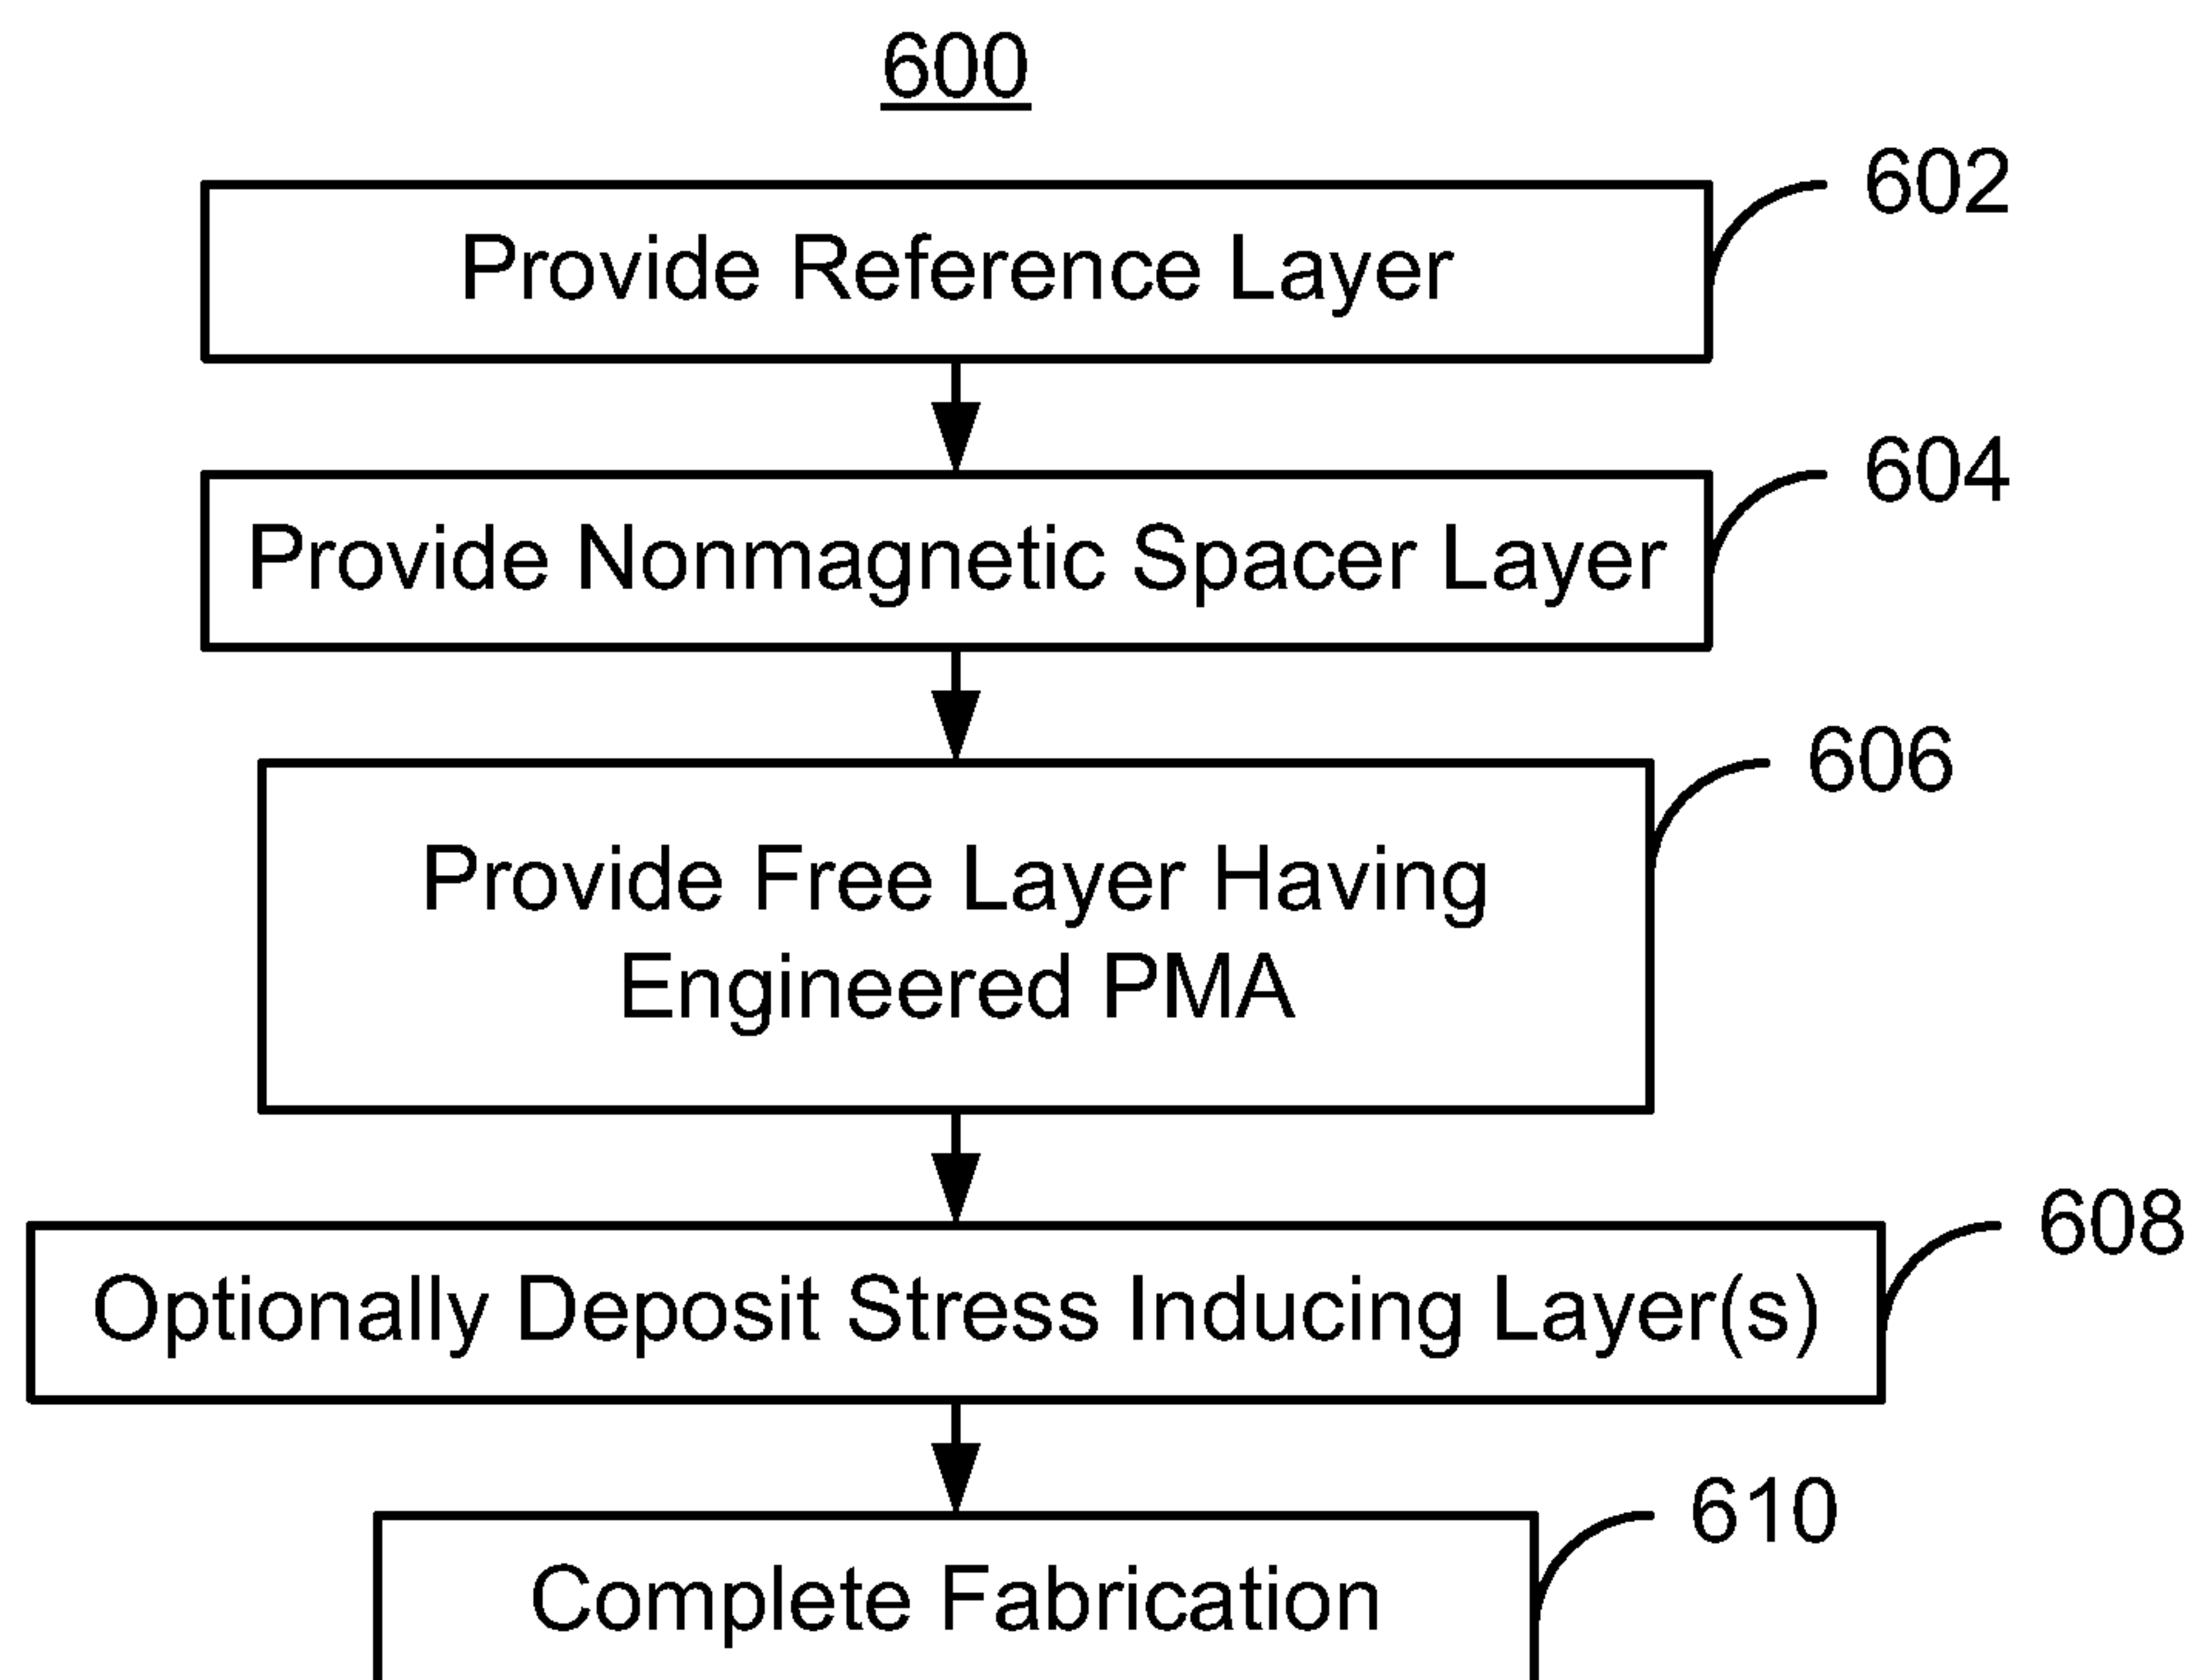 600
602
Provide Reference Layer
604
Provide Nonmagnetic Spacer Layer
606
Provide Free Layer Having
Engineered PMA
608
Optionally Deposit Stress Inducing Layer(s)
610
Complete Fabrication